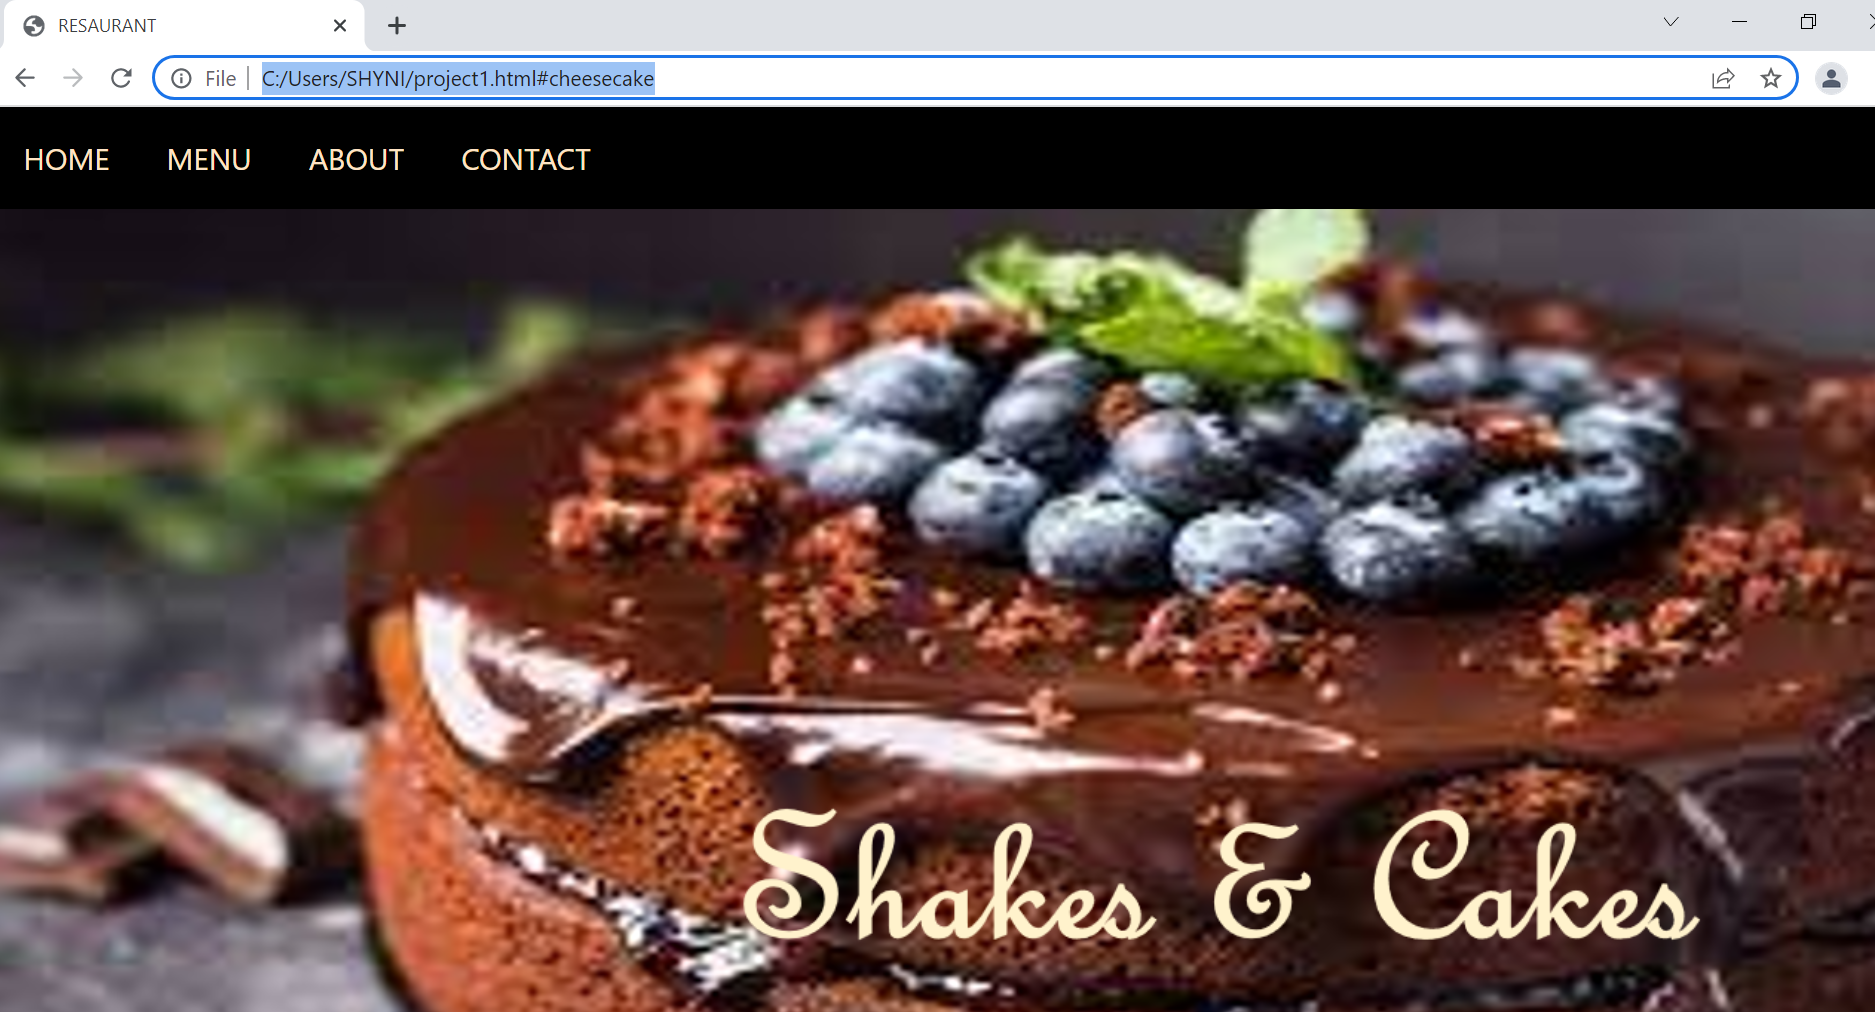 RESAURANT
File C:/Users/SHYNI/project1.html#cheesecake
HOME MENU ABOUT CONTACT
Shakes & Cakes